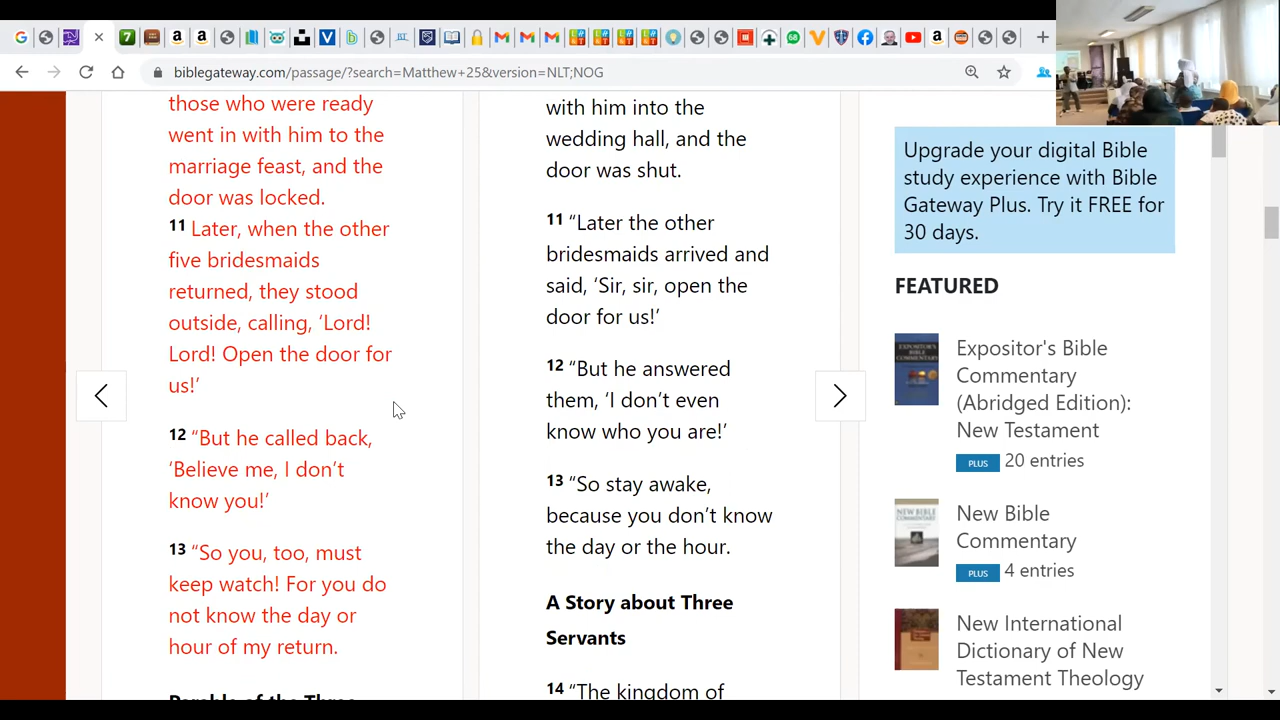 biblegateway.com/passage/?search=Matthew+25&version=NLT;NOG
those who were ready
went in with him to the
marriage feast, and the
door was locked.
11 Later, when the other
five bridesmaids
returned, they stood
outside, calling, ‘Lord!
Lord! Open the door for
us!’
12 “But he called back,
‘Believe me, I don’t
know you!’
13 “So you, too, must
keep watch! For you do
not know the day or
hour of my return.
Parable of the Three
with him into the
wedding hall, and the
door was shut.
11 “Later the other
bridesmaids arrived and
said, ‘Sir, sir, open the
door for us!’
12 “But he answered
them, ‘I don’t even
know who you are!’
13 “So stay awake,
because you don’t know
the day or the hour.
A Story about Three
Servants
14 “The kingdom of
Upgrade your digital Bible
study experience with Bible
Gateway Plus. Try it FREE for
30 days.
FEATURED
Expositor's Bible
Commentary
(Abridged Edition):
New Testament
PLUS 20 entries
New Bible
Commentary
PLUS 4 entries
New International
Dictionary of New
Testament Theology